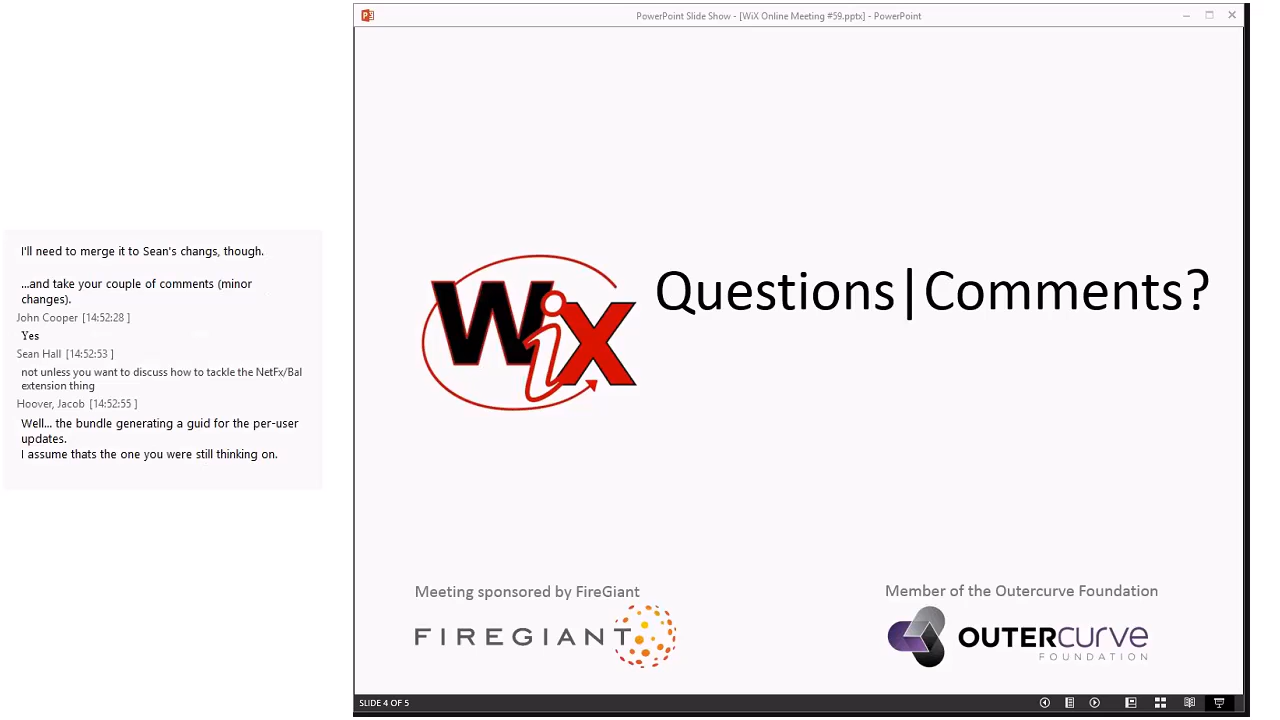 PowerPoint Slide Show - [WiX Online Meeting #59.pptx] - PowerPoint
I'll need to merge it to Sean's changs, though.
...and take your couple of comments (minor
changes).
John Cooper [14:52:28 ]
Yes
Sean Hall [14:52:53 ]
not unless you want to discuss how to tackle the NetFx/Bal
extension thing
Hoover, Jacob [14:52:55 ]
Well... the bundle generating a guid for the per-user
updates.
I assume thats the one you were still thinking on.
WiX
Questions|Comments?
Meeting sponsored by FireGiant
FIREGIANT
Member of the Outercurve Foundation
OUTERCURVE
FOUNDATION
SLIDE 4 OF 5